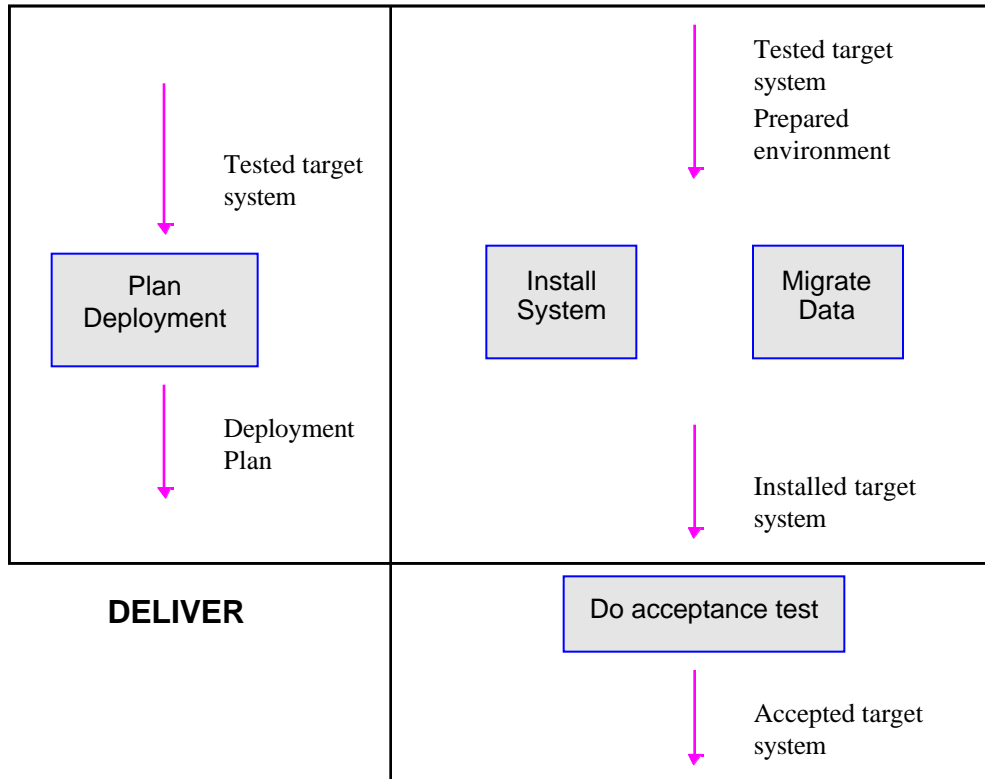 Tested target
system
Plan
Deployment
Deployment
Plan
Tested target
system
Prepared
environment
Install
System
Migrate
Data
Installed target
system
DELIVER
Do acceptance test
Accepted target
system